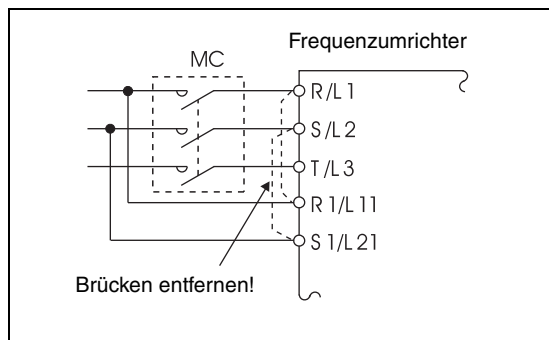 Frequenzumrichter
MC
R/L1
S/L2
T/L3
R1/L11
S1/L21
Brücken entfernen!